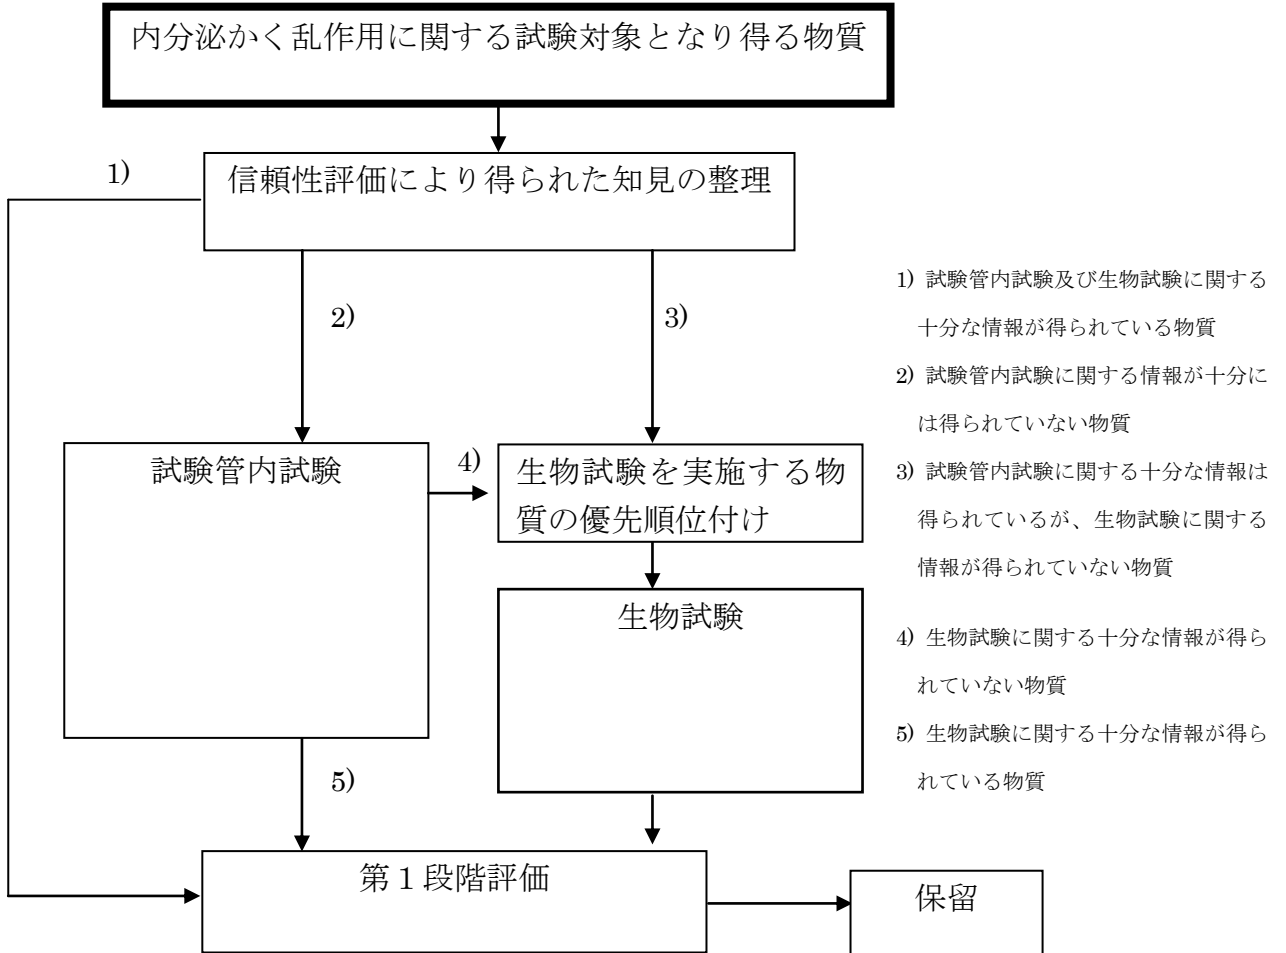 内分泌かく乱作用に関する試験対象となり得る物質
1)
信頼性評価により得られた知見の整理
2)
3)
試験管内試験
4)
生物試験を実施する物
質の優先順位付け
生物試験
5)
第１段階評価
保留
1) 試験管内試験及び生物試験に関する
十分な情報が得られている物質
2) 試験管内試験に関する情報が十分に
は得られていない物質
3) 試験管内試験に関する十分な情報は
得られているが、生物試験に関する
情報が得られていない物質
4) 生物試験に関する十分な情報が得ら
れていない物質
5) 生物試験に関する十分な情報が得ら
れている物質